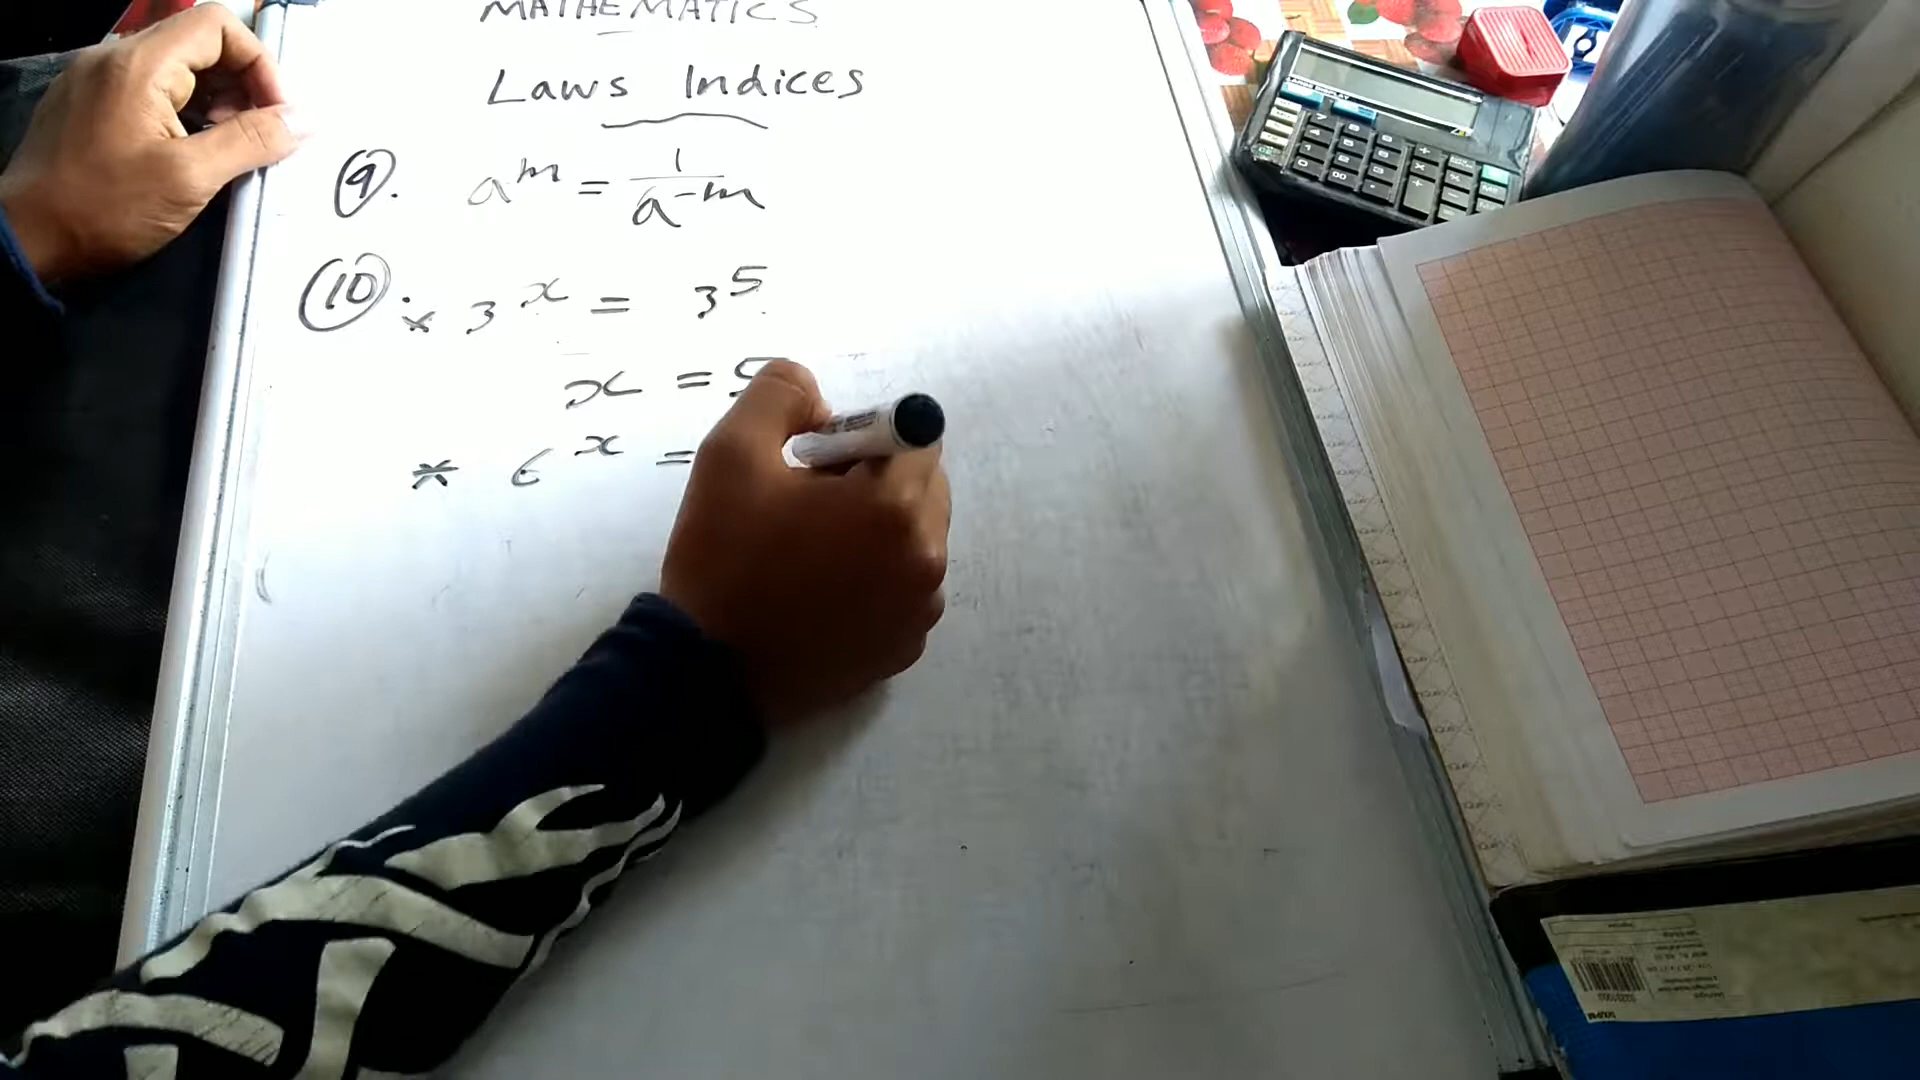 MATHEMATICS
Laws Indices
9. a^m = 1/a^-m
10. * 3^x = 3^5
x = 5
* 6^x =